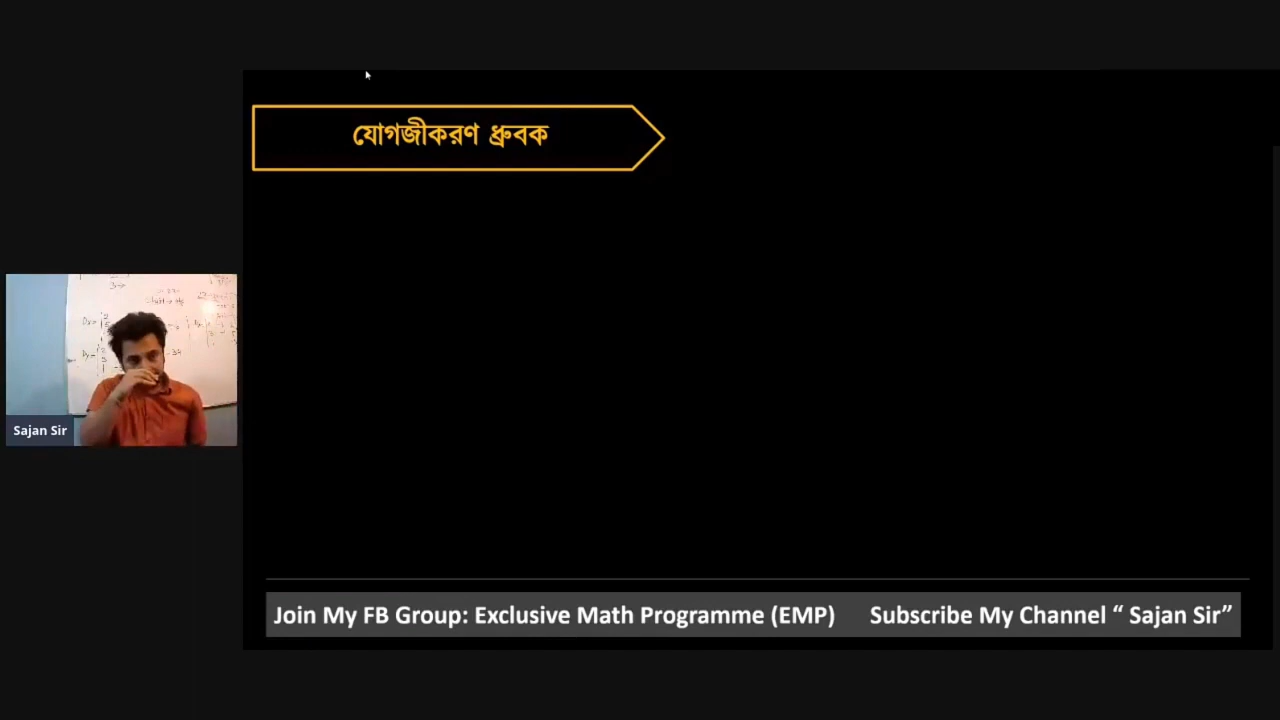 যোগজীকরণ ধ্রুবক
Sajan Sir
Join My FB Group: Exclusive Math Programme (EMP) Subscribe My Channel “ Sajan Sir”